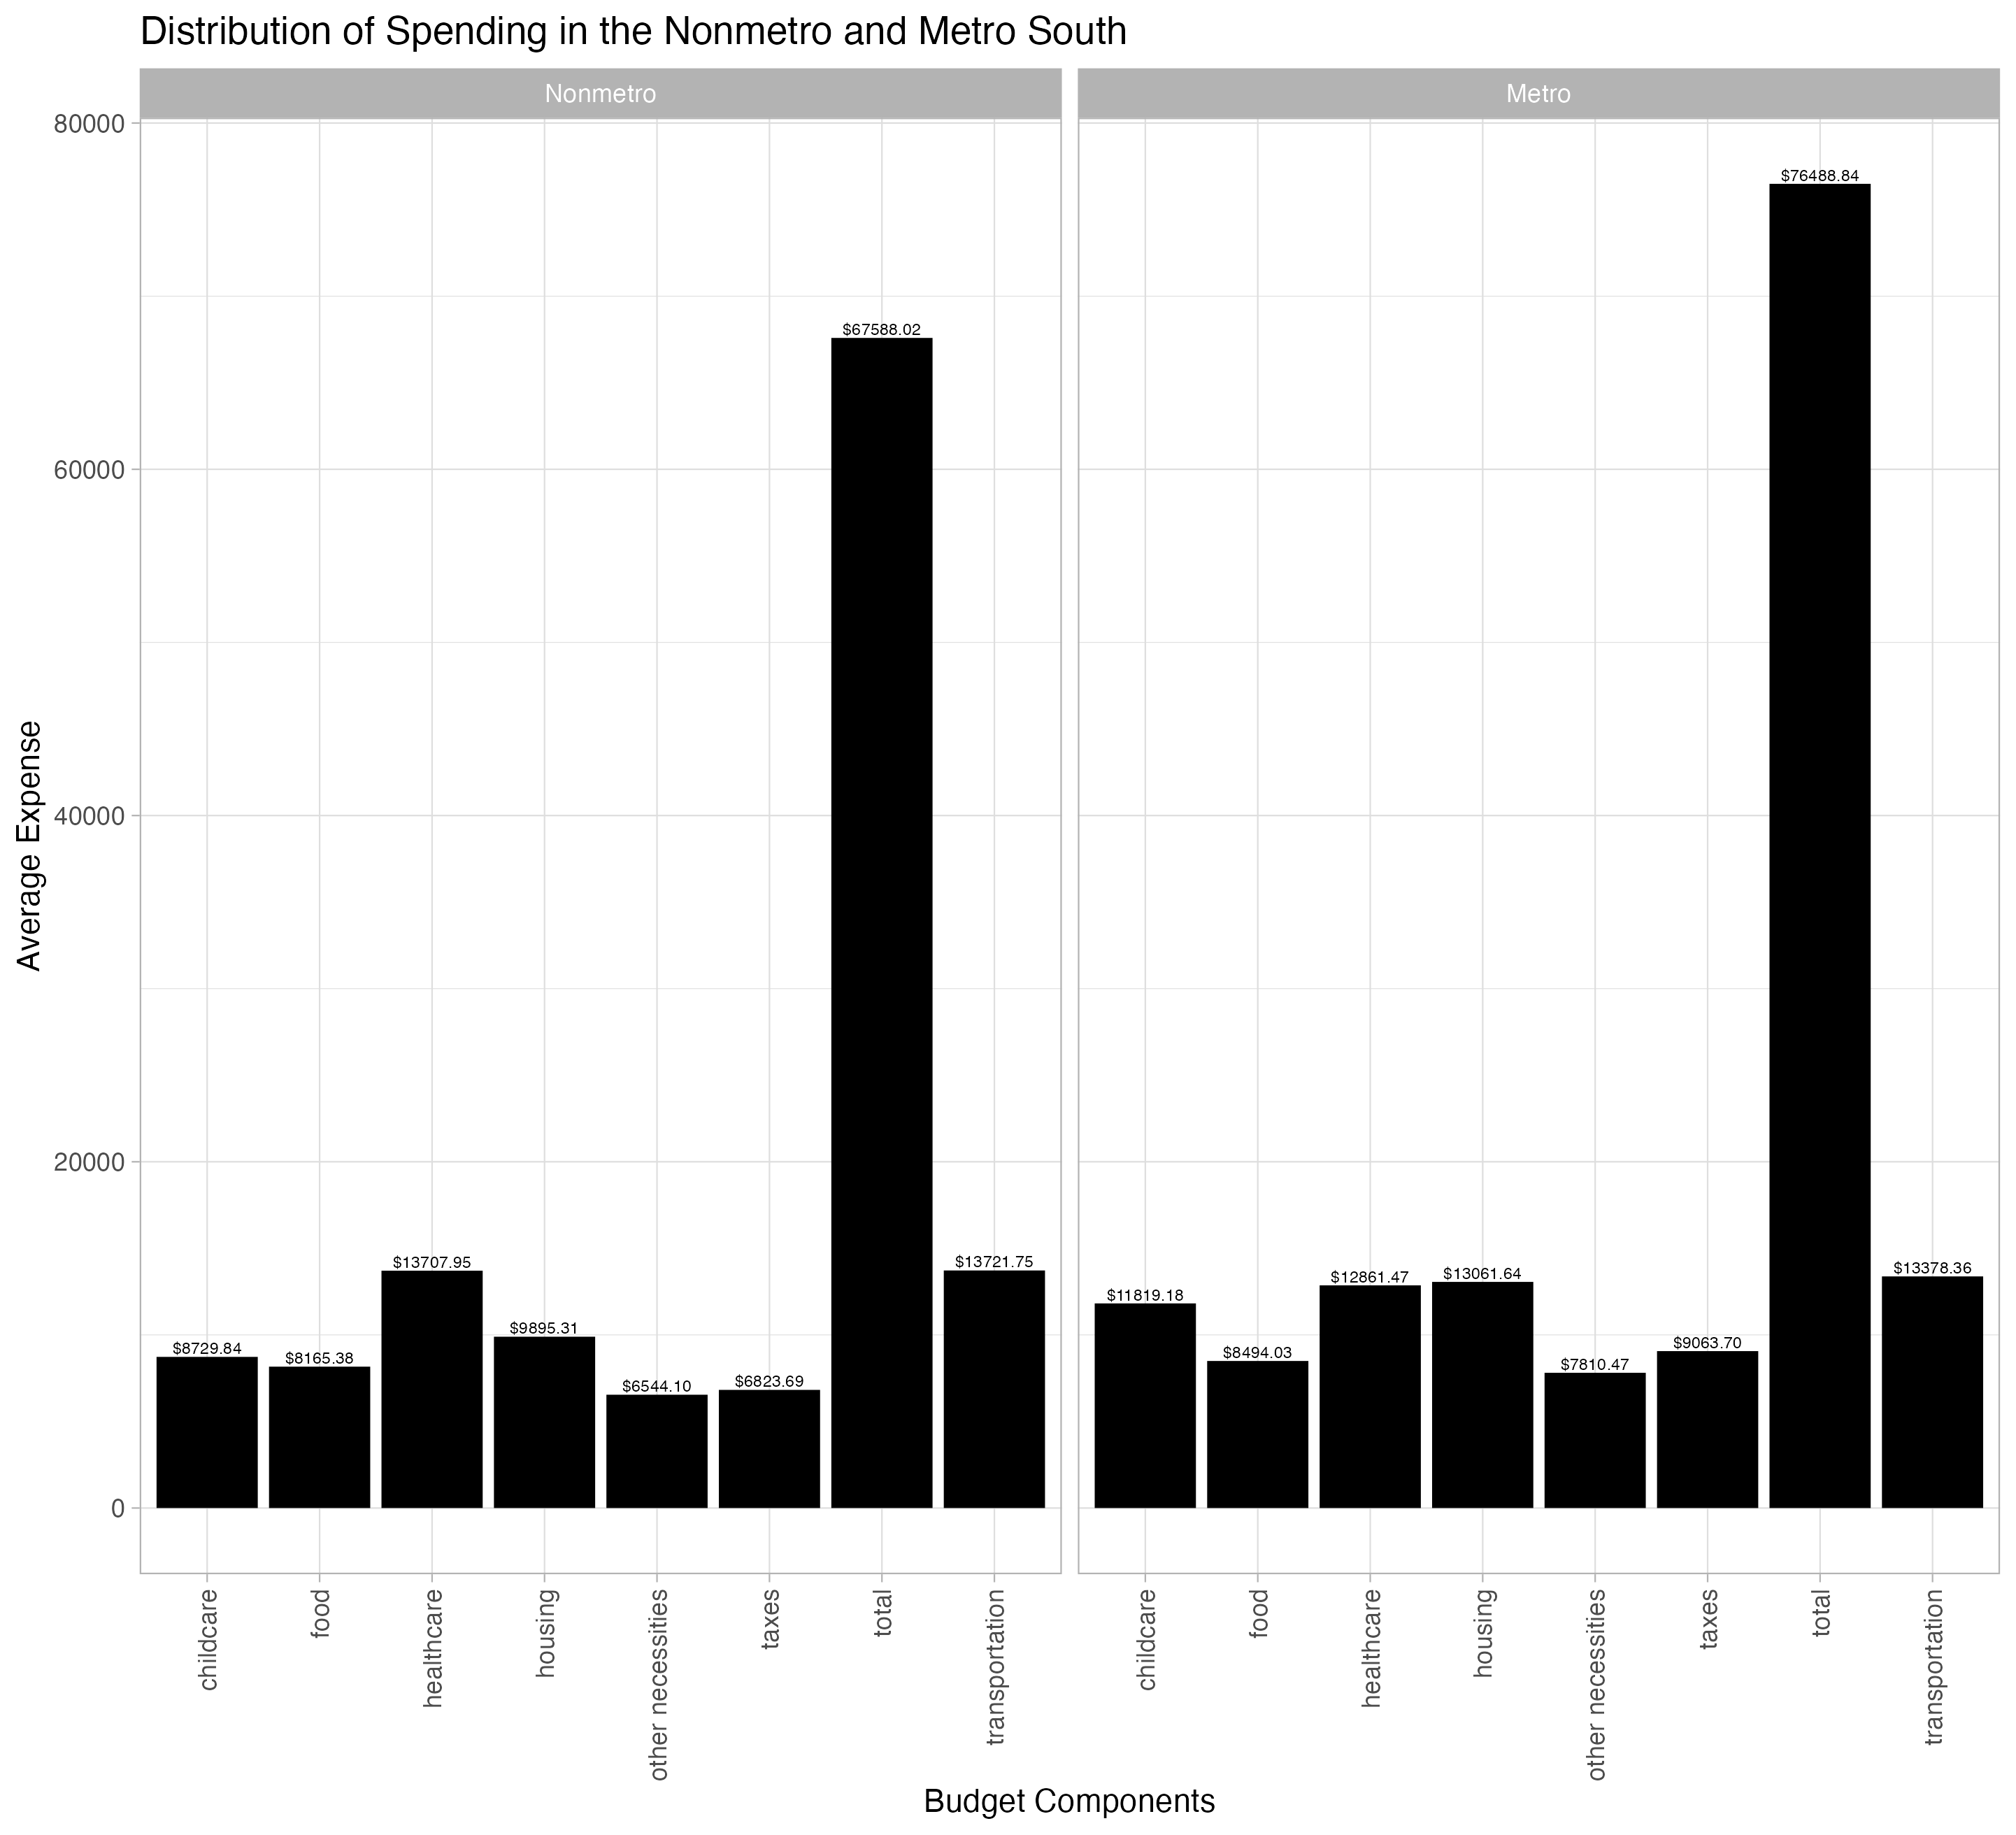 Distribution of Spending in the Nonmetro and Metro South
Nonmetro
Metro
Average Expense
80000
60000
40000
20000
0
$8729.84
$8165.38
$13707.95
$9895.31
$6544.10
$6823.69
$67588.02
$13721.75
$11819.18
$8494.03
$12861.47
$13061.64
$7810.47
$9063.70
$76488.84
$13378.36
childcare
food
healthcare
housing
other necessities
taxes
total
transportation
childcare
food
healthcare
housing
other necessities
taxes
total
transportation
Budget Components